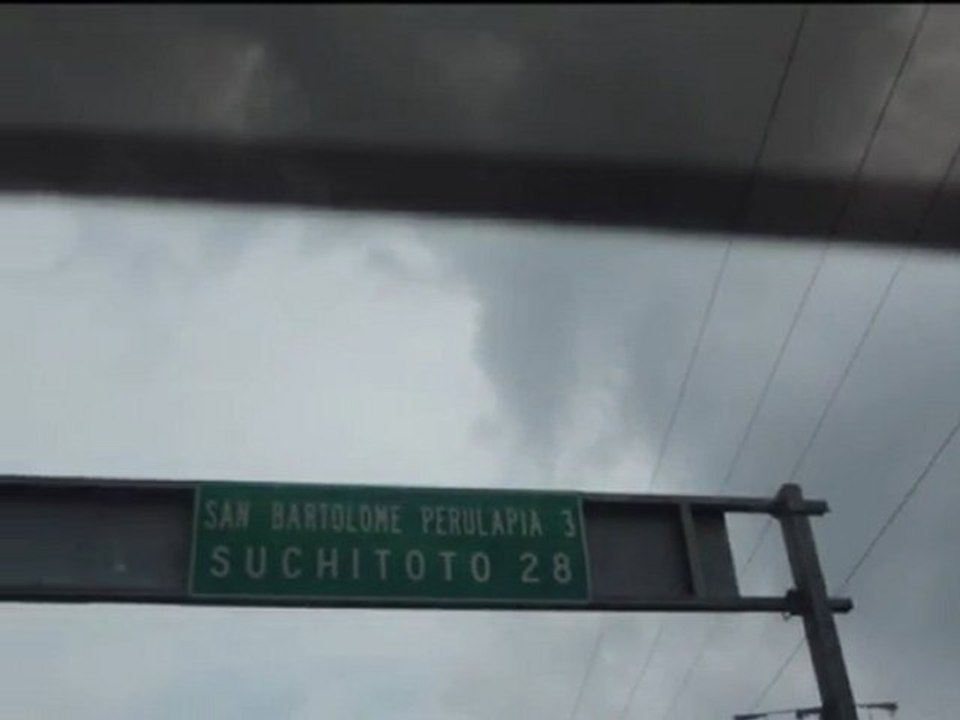 SAN BARTOLOME PERULAPIA 3
SUCHITOTO 28